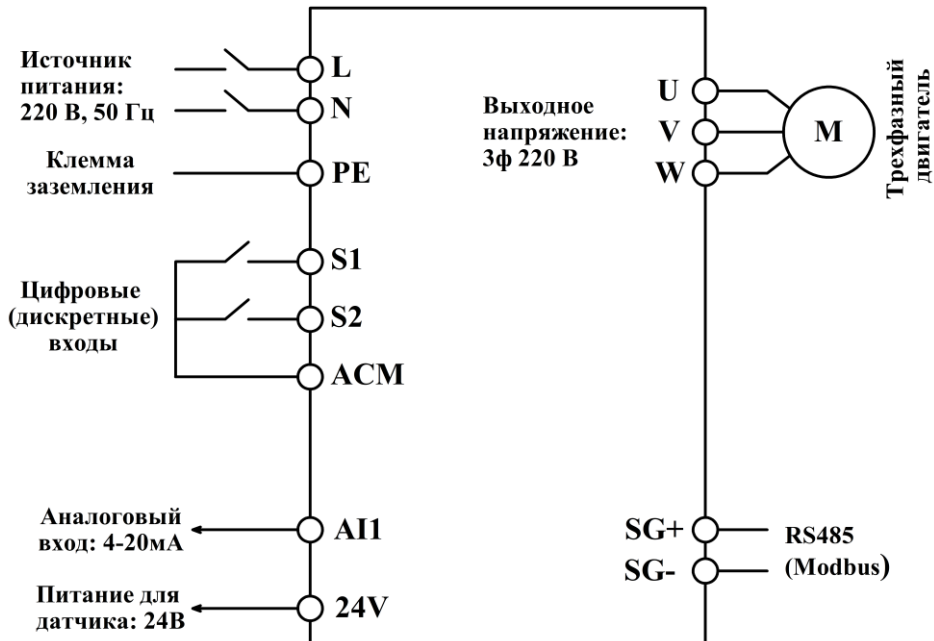 Источник
питания:
220 В, 50 Гц
L
N
Клемма
заземления
PE
Цифровые
(дискретные)
входы
S1
S2
ACM
Аналоговый
вход: 4-20мА
AI1
Питание для
датчика: 24В
24V
Выходное
напряжение:
3ф 220 В
U
V
W
M
Трехфазный
двигатель
SG+
SG-
RS485
(Modbus)